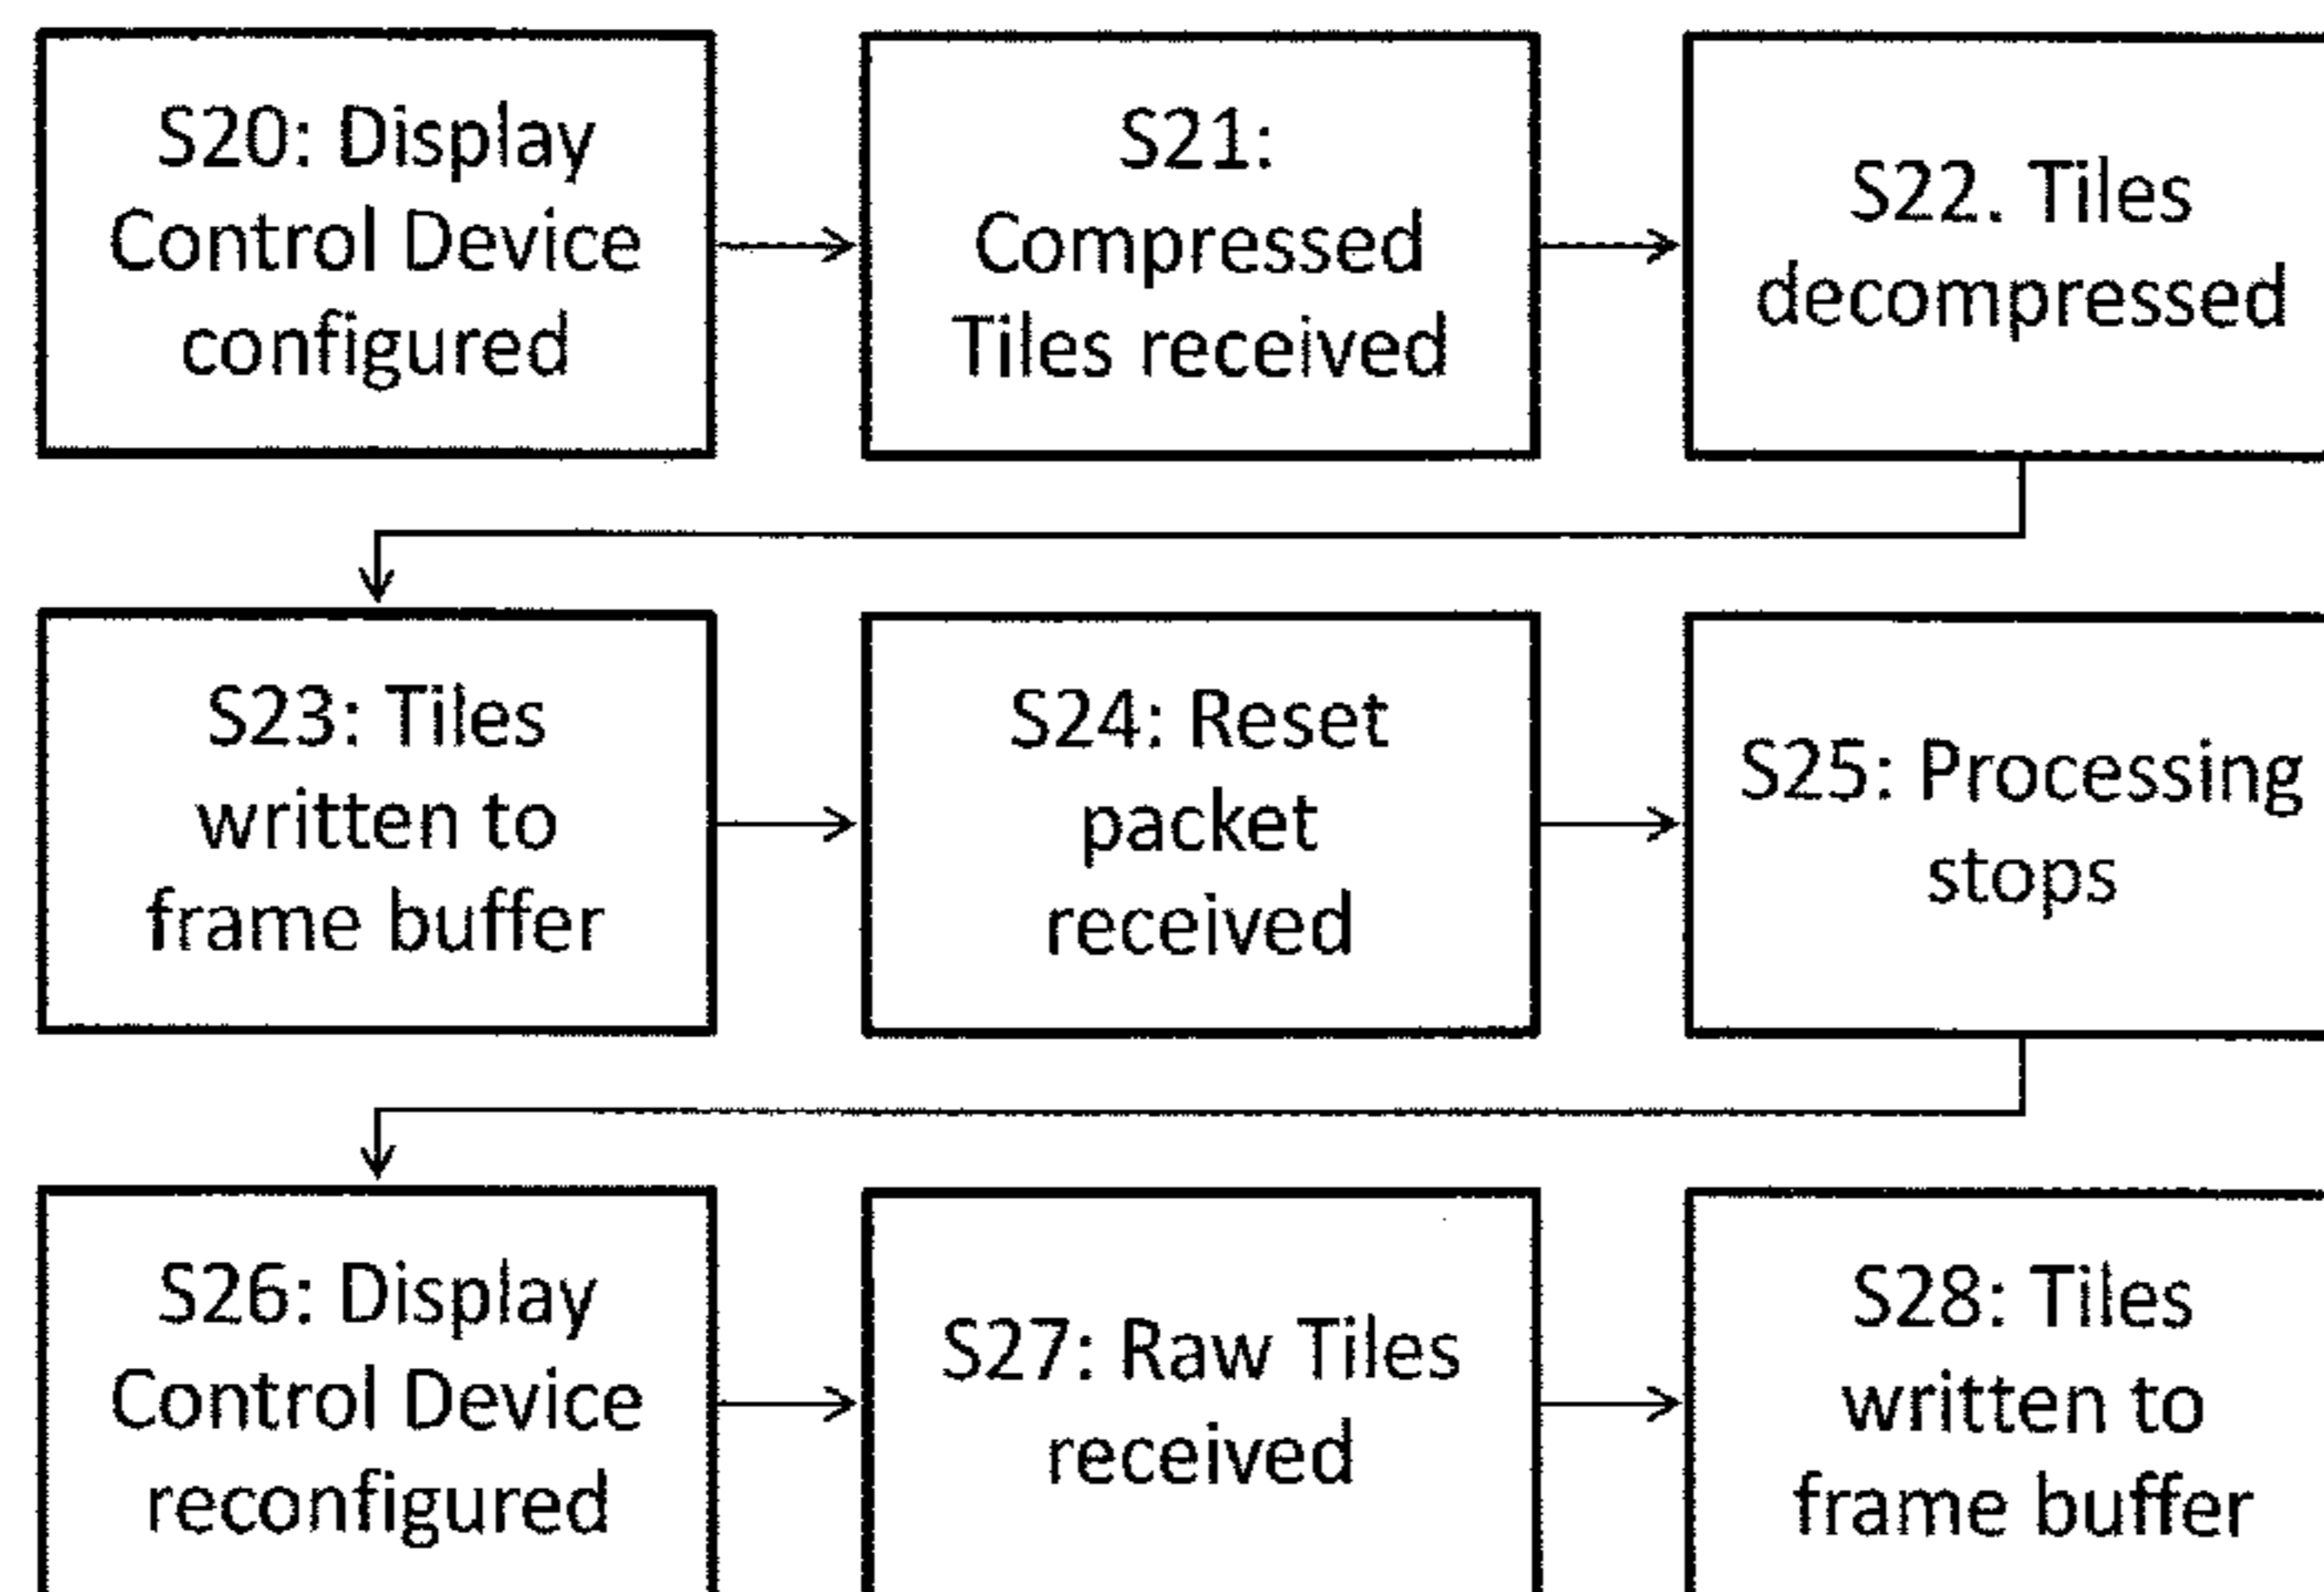 S20: Display
Control Device
configured
S21:
Compressed
Tiles received
S22. Tiles
decompressed
S23: Tiles
written to
frame buffer
S24: Reset
packet
received
S25: Processing
stops
S26: Display
Control Device
reconfigured
S27: Raw Tiles
received
S28: Tiles
written to
frame buffer